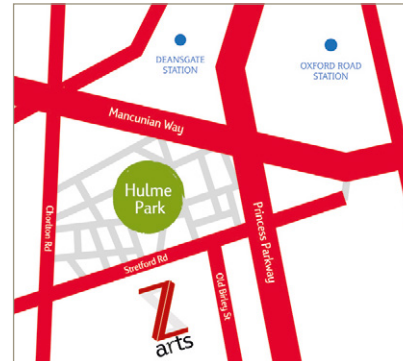 DEANSGATE
STATION
OXFORD ROAD
STATION
Mancunian Way
Hulme
Park
Chorlton Rd
Princess Parkway
Stretford Rd
Old Birley St
Z
arts